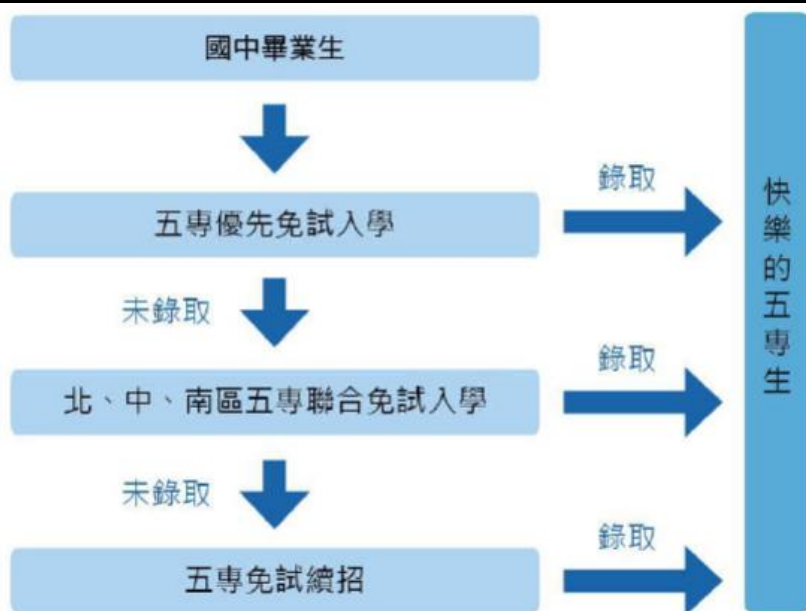 國中畢業生
五專優先免試入學
錄取
未錄取
北、中、南區五專聯合免試入學
錄取
未錄取
五專免試續招
錄取
快樂的五專生